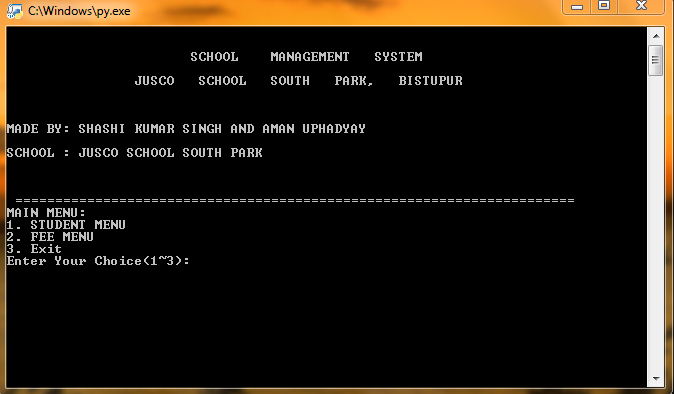 C:\Windows\py.exe
SCHOOL MANAGEMENT SYSTEM
JUSCO SCHOOL SOUTH PARK, BISTUPUR
MADE BY: SHASHI KUMAR SINGH AND AMAN UPHADYAY
SCHOOL : JUSCO SCHOOL SOUTH PARK
======================================================================
MAIN MENU:
1. STUDENT MENU
2. FEE MENU
3. Exit
Enter Your Choice(1~3):